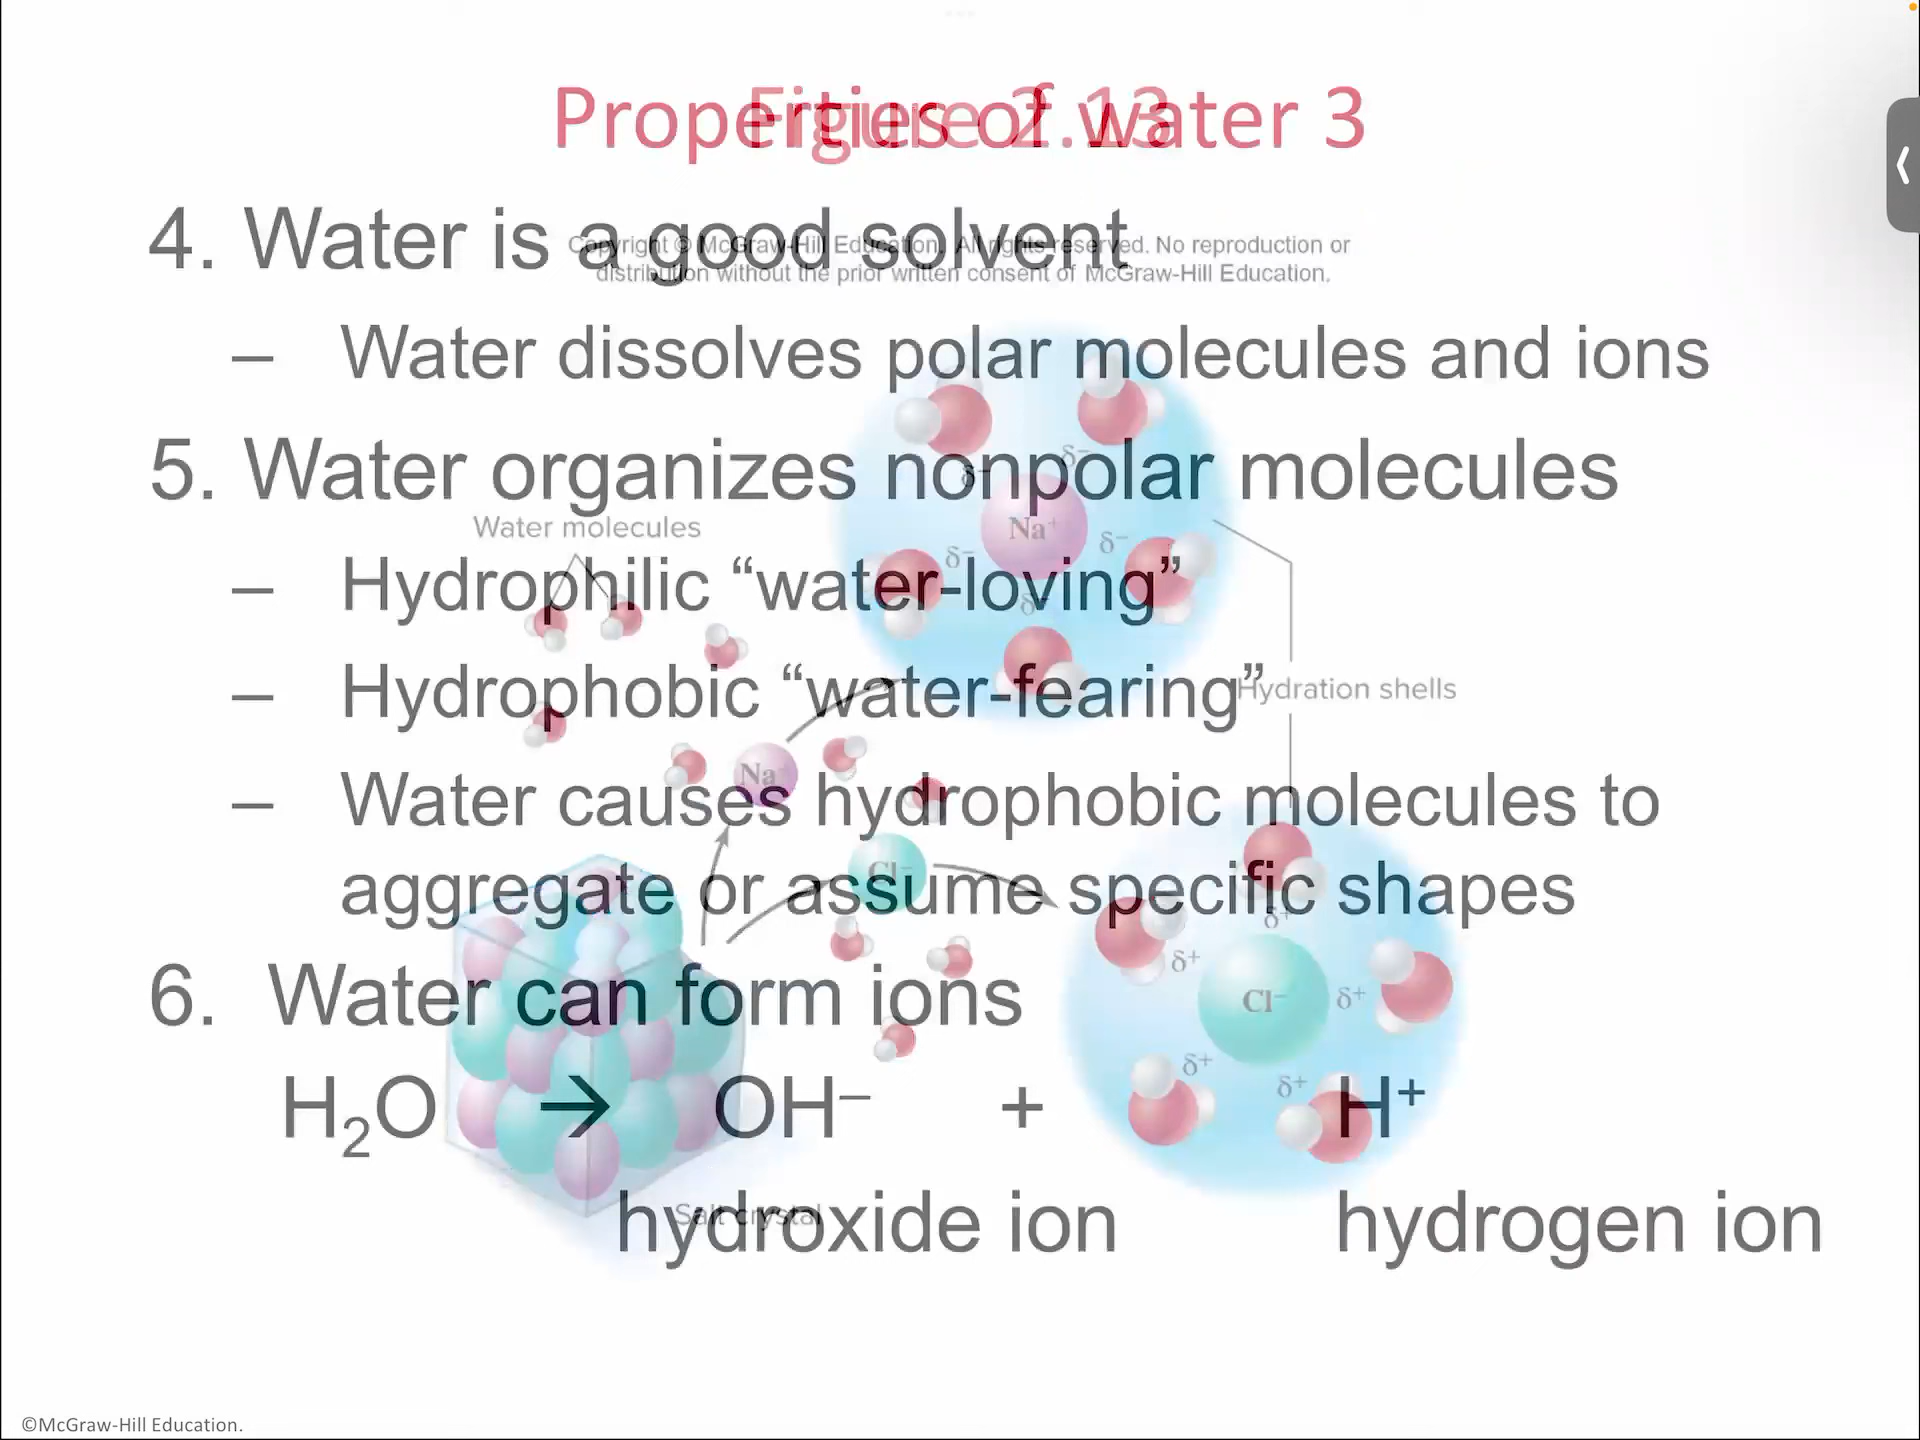 Properties of water 3
Figure 2.13
4. Water is a good solvent
Copyright © McGraw-Hill Education. All rights reserved. No reproduction or
distribution without the prior written consent of McGraw-Hill Education.
– Water dissolves polar molecules and ions
5. Water organizes nonpolar molecules
– Hydrophilic “water-loving”
– Hydrophobic “water-fearing”
– Water causes hydrophobic molecules to
aggregate or assume specific shapes
6. Water can form ions
H₂O → OH⁻ + H⁺
hydroxide ion hydrogen ion
Water molecules
δ⁻
δ⁻
Na⁺
δ⁻
δ⁻
δ⁻
Hydration shells
Na⁺
Cl⁻
δ⁺
δ⁺
Cl⁻
δ⁺
δ⁺
δ⁺
Salt crystal
©McGraw-Hill Education.